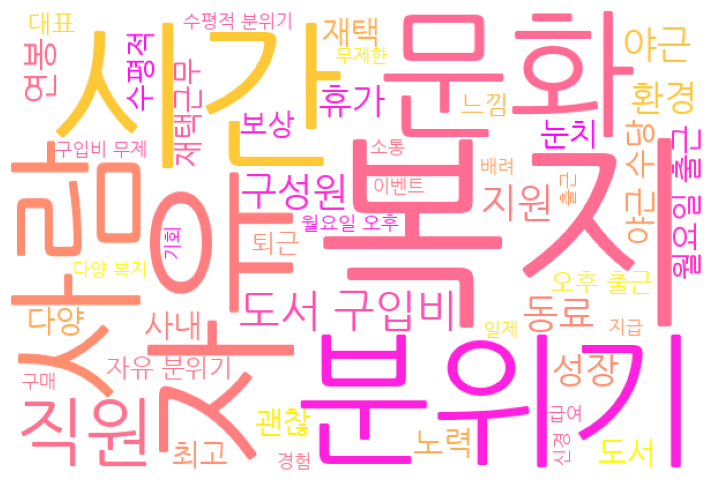 대표
수평적 분위기
재택
무제한
문화
야근
연봉
수평적
시간
재택근무
휴가
느낌
환경
보상
눈치
구입비 무제
소통
배려
야근 수당
월요일 출근
사람
자유
구성원
이벤트
지원
출근
복지
기회
퇴근
월요일 오후
다양 복지
오후 출근
다양
사내
도서 구입비
일제
동료
지급
자유 분위기
구매
분위기
성장
직원
괜찮
급여
최고
경험
노력
신경
도서